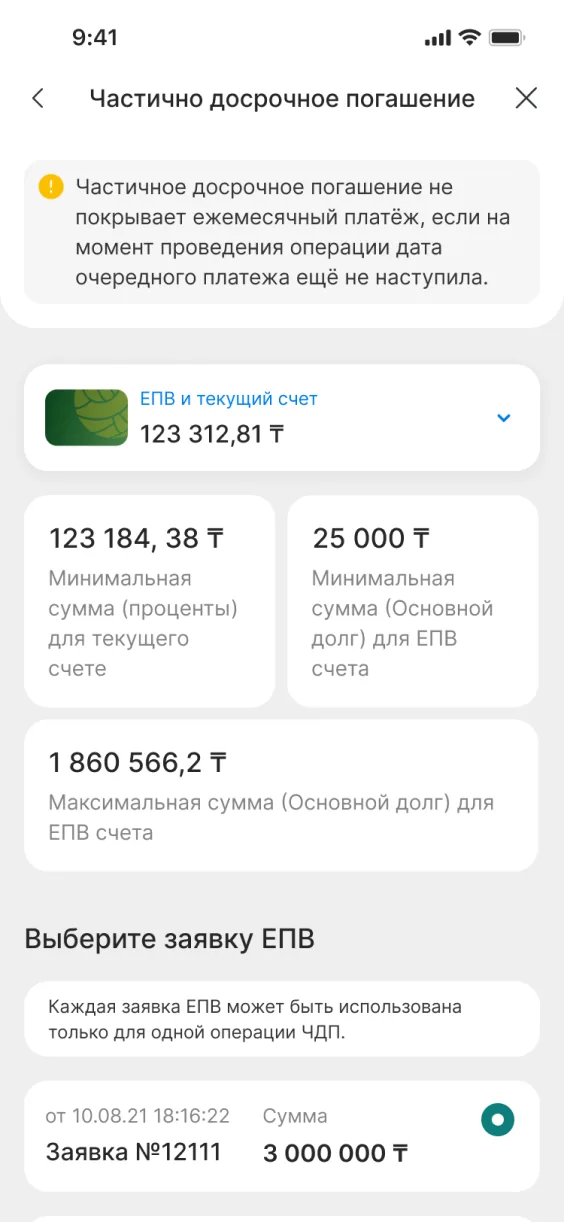 9:41
Частично досрочное погашение
Частичное досрочное погашение не
покрывает ежемесячный платёж, если на
момент проведения операции дата
очередного платежа ещё не наступила.
ЕПВ и текущий счет
123 312,81 ₸
123 184, 38 ₸
Минимальная
сумма (проценты)
для текущего
счете
25 000 ₸
Минимальная
сумма (Основной
долг) для ЕПВ
счета
1 860 566,2 ₸
Максимальная сумма (Основной долг) для
ЕПВ счета
Выберите заявку ЕПВ
Каждая заявка ЕПВ может быть использована
только для одной операции ЧДП.
от 10.08.21 18:16:22
Заявка №12111
Сумма
3 000 000 ₸